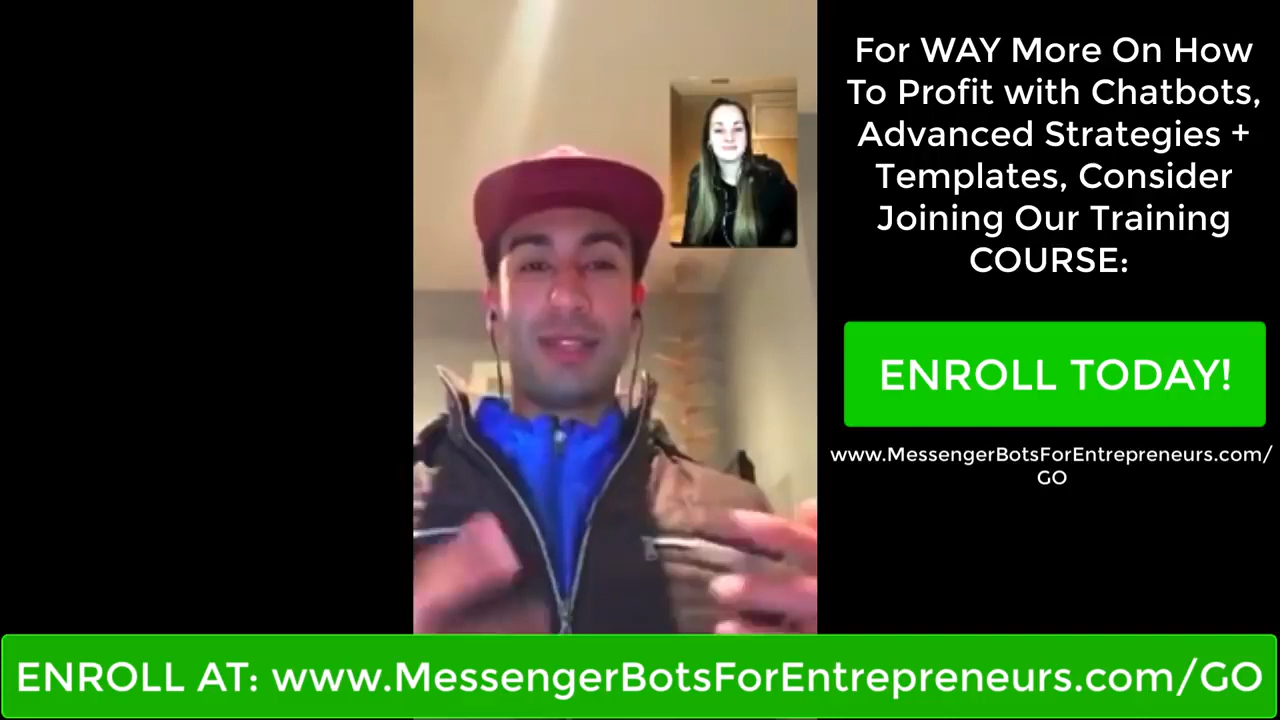 For WAY More On How
To Profit with Chatbots,
Advanced Strategies +
Templates, Consider
Joining Our Training
COURSE:
ENROLL TODAY!
www.MessengerBotsForEntrepreneurs.com/
GO
ENROLL AT: www.MessengerBotsForEntrepreneurs.com/GO